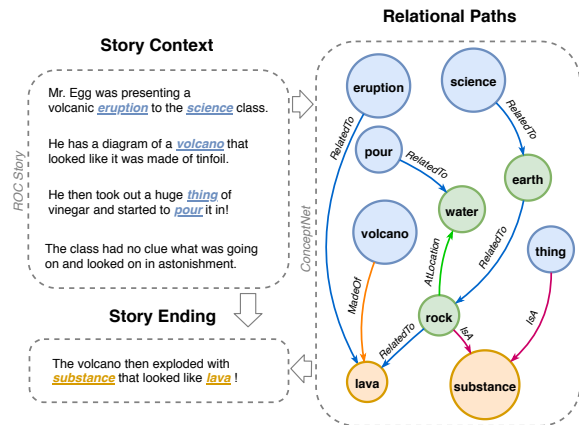 Story Context
ROC Story
Mr. Egg was presenting a
volcanic eruption to the science class.
He has a diagram of a volcano that
looked like it was made of tinfoil.
He then took out a huge thing of
vinegar and started to pour it in!
The class had no clue what was going
on and looked on in astonishment.
Story Ending
The volcano then exploded with
substance that looked like lava !
Relational Paths
ConceptNet
eruption
science
RelatedTo
RelatedTo
pour
RelatedTo
earth
water
volcano
thing
AtLocation
RelatedTo
MadeOf
rock
IsA
RelatedTo
IsA
lava
substance